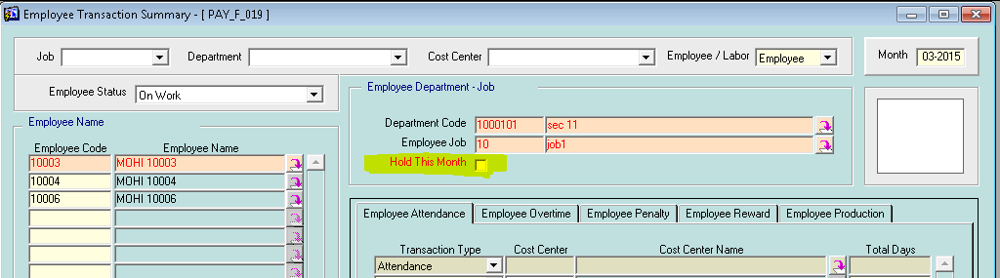 Employee Transaction Summary - [ PAY_F_019 ]
Job Department Cost Center Employee / Labor Employee Month 03-2015
Employee Status On Work
Employee Department - Job
Department Code 1000101 sec 11
Employee Job 10 job1
Hold This Month
Employee Name
Employee Code Employee Name
10003 MOHI 10003
10004 MOHI 10004
10006 MOHI 10006
Employee Attendance Employee Overtime Employee Penalty Employee Reward Employee Production
Transaction Type Cost Center Cost Center Name Total Days
Attendance